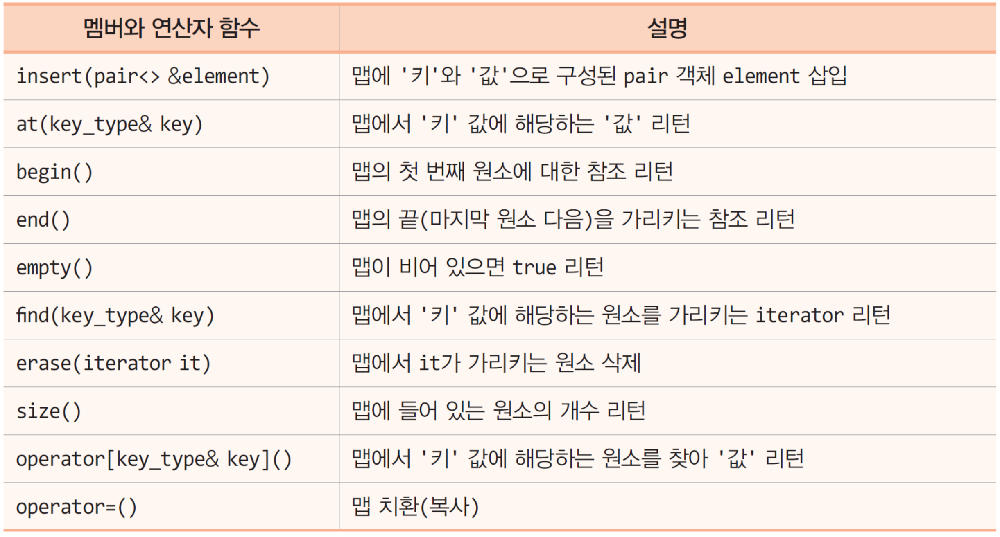 멤버와 연산자 함수 설명
insert(pair<> &element) 맵에 '키'와 '값'으로 구성된 pair 객체 element 삽입
at(key_type& key) 맵에서 '키' 값에 해당하는 '값' 리턴
begin() 맵의 첫 번째 원소에 대한 참조 리턴
end() 맵의 끝(마지막 원소 다음)을 가리키는 참조 리턴
empty() 맵이 비어 있으면 true 리턴
find(key_type& key) 맵에서 '키' 값에 해당하는 원소를 가리키는 iterator 리턴
erase(iterator it) 맵에서 it가 가리키는 원소 삭제
size() 맵에 들어 있는 원소의 개수 리턴
operator[key_type& key]() 맵에서 '키' 값에 해당하는 원소를 찾아 '값' 리턴
operator=() 맵 치환(복사)